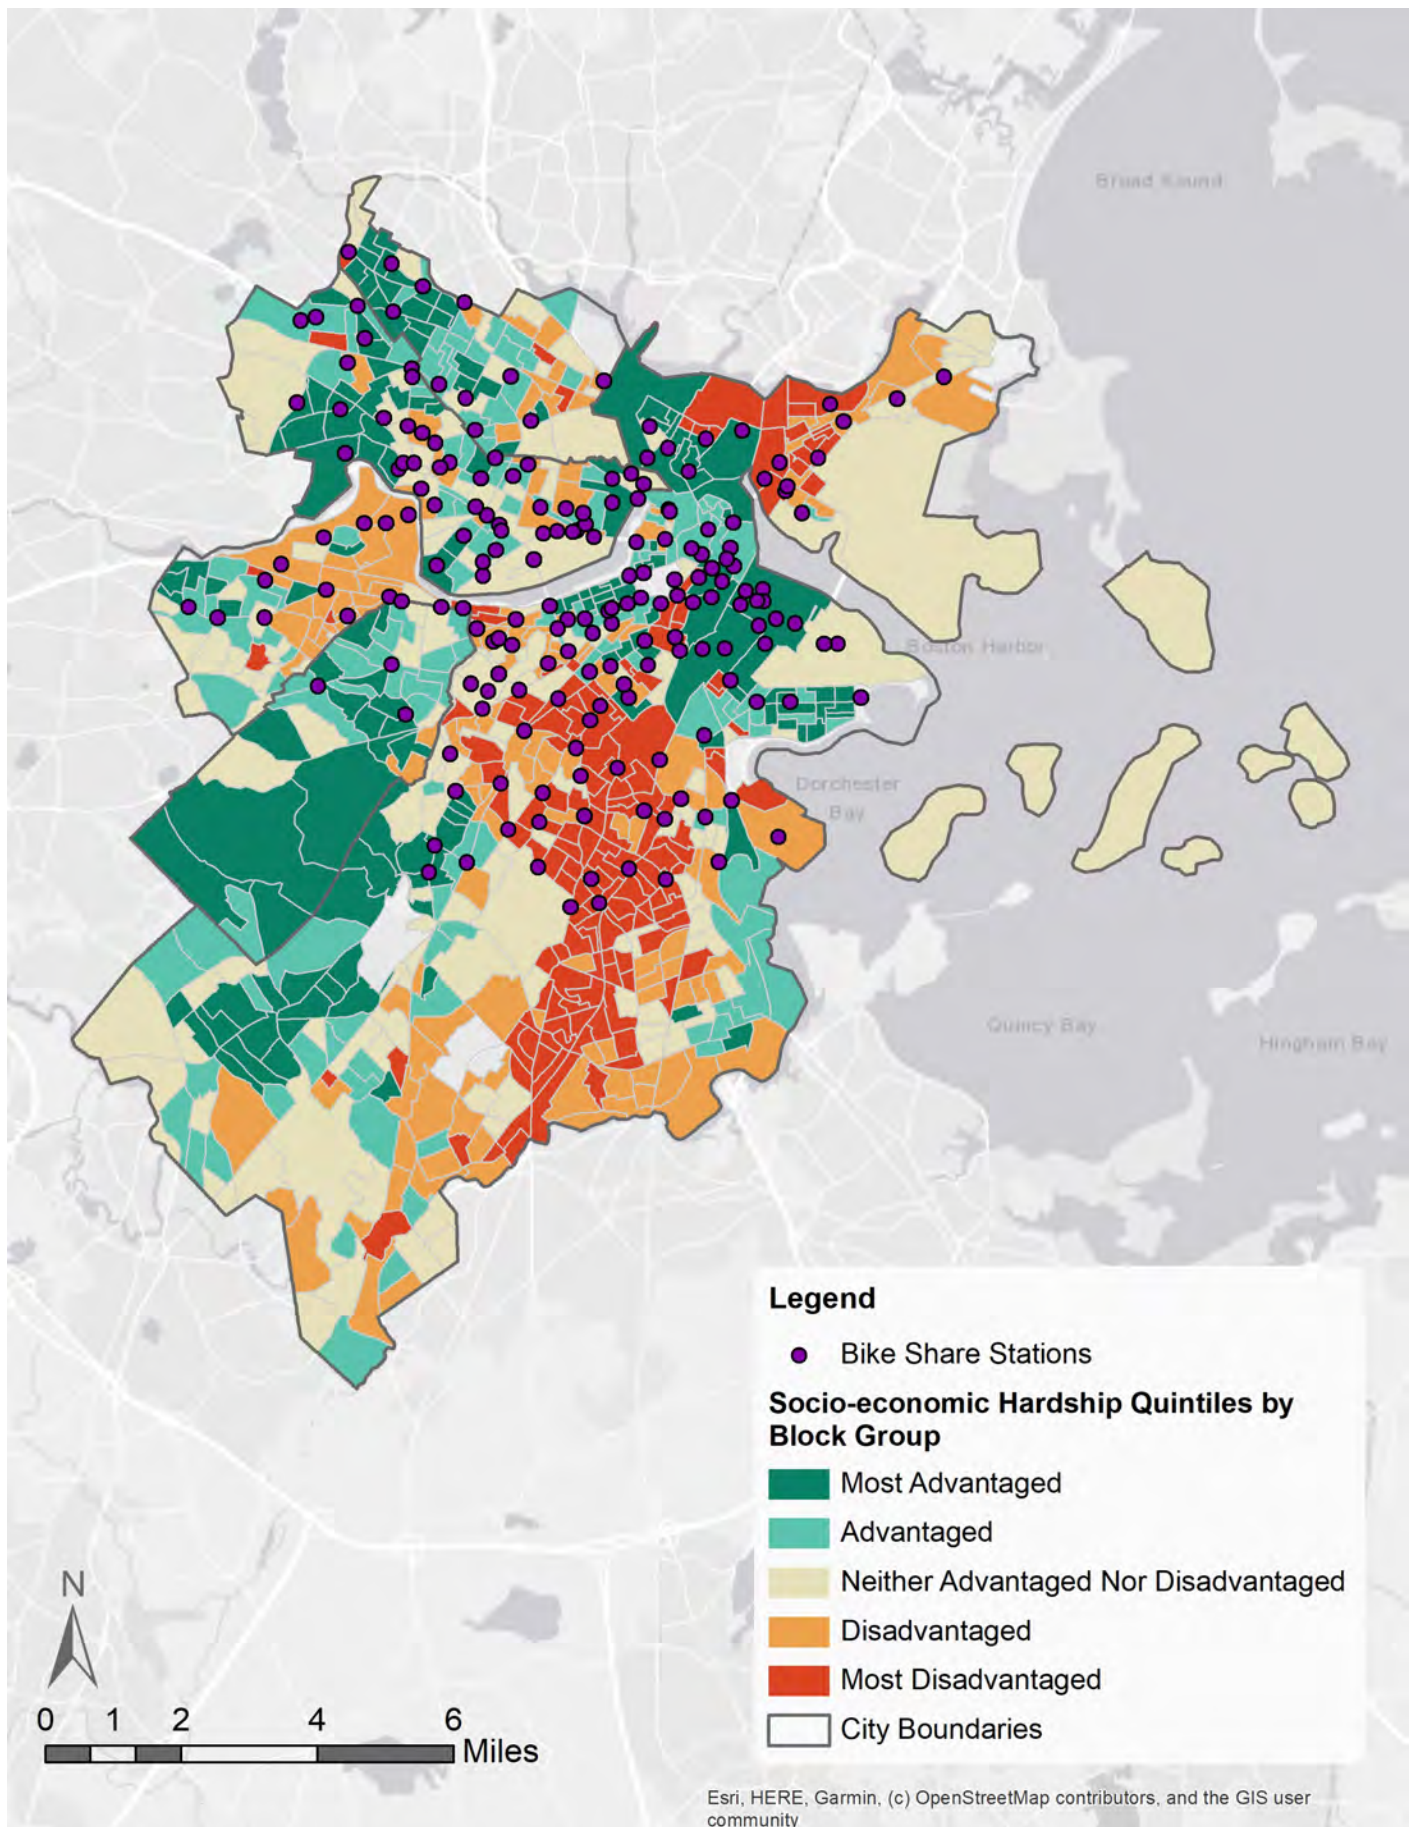 Broad Sound
Boston Harbor
Dorchester
Bay
Quincy Bay
Hingham Bay
Legend
Bike Share Stations
Socio-economic Hardship Quintiles by
Block Group
Most Advantaged
Advantaged
Neither Advantaged Nor Disadvantaged
Disadvantaged
Most Disadvantaged
City Boundaries
N
0 1 2 4 6
Miles
Esri, HERE, Garmin, (c) OpenStreetMap contributors, and the GIS user
community